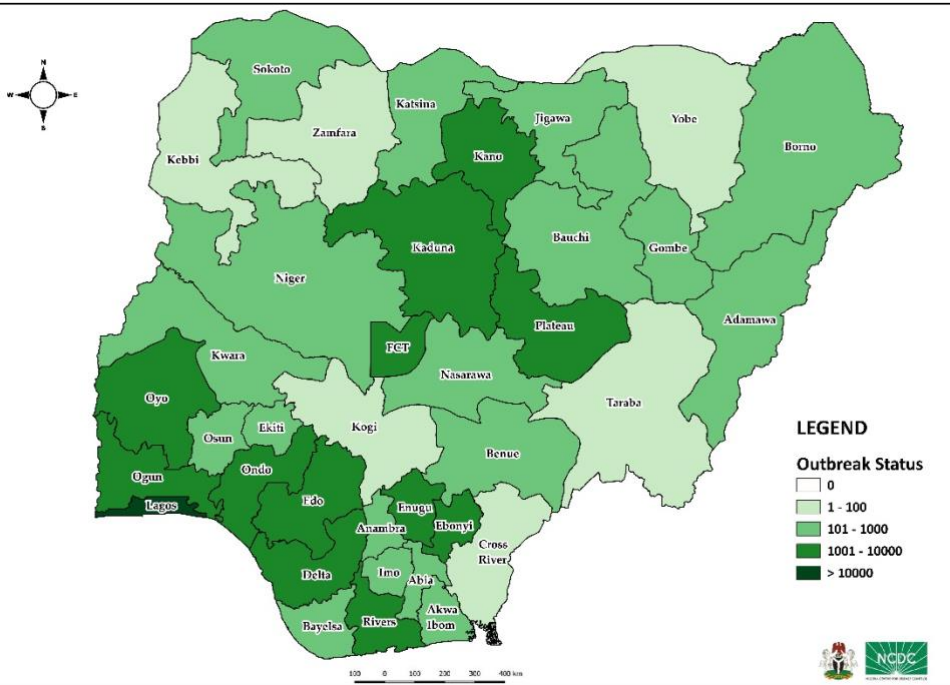 N
W
E
S
Sokoto
Kebbi
Zamfara
Katsina
Kano
Jigawa
Yobe
Borno
Kaduna
Bauchi
Gombe
Niger
Adamawa
Plateau
FCT
Kwara
Nasarawa
Taraba
Oyo
Osun
Ekiti
Kogi
Benue
Ogun
Ondo
Lagos
Edo
Enugu
Ebonyi
Anambra
Cross
River
Delta
Imo
Abia
Bayelsa
Rivers
Akwa
Ibom
LEGEND
Outbreak Status
0
1 - 100
101 - 1000
1001 - 10000
> 10000
100 0 100 200 300 400 km
NCDC